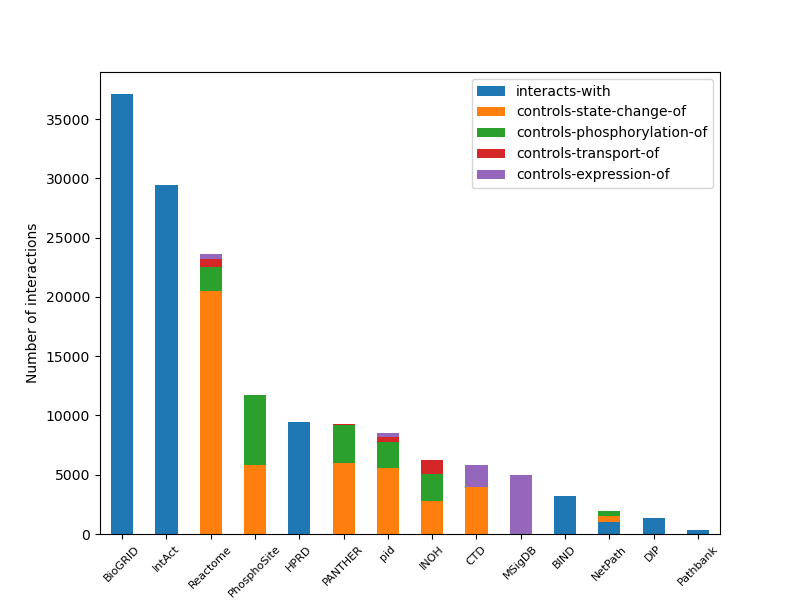 interacts-with
controls-state-change-of
controls-phosphorylation-of
controls-transport-of
controls-expression-of
Number of interactions
35000
30000
25000
20000
15000
10000
5000
0
BioGRID
IntAct
Reactome
PhosphoSite
HPRD
PANTHER
pid
INOH
CTD
MSigDB
BIND
NetPath
DIP
Pathbank